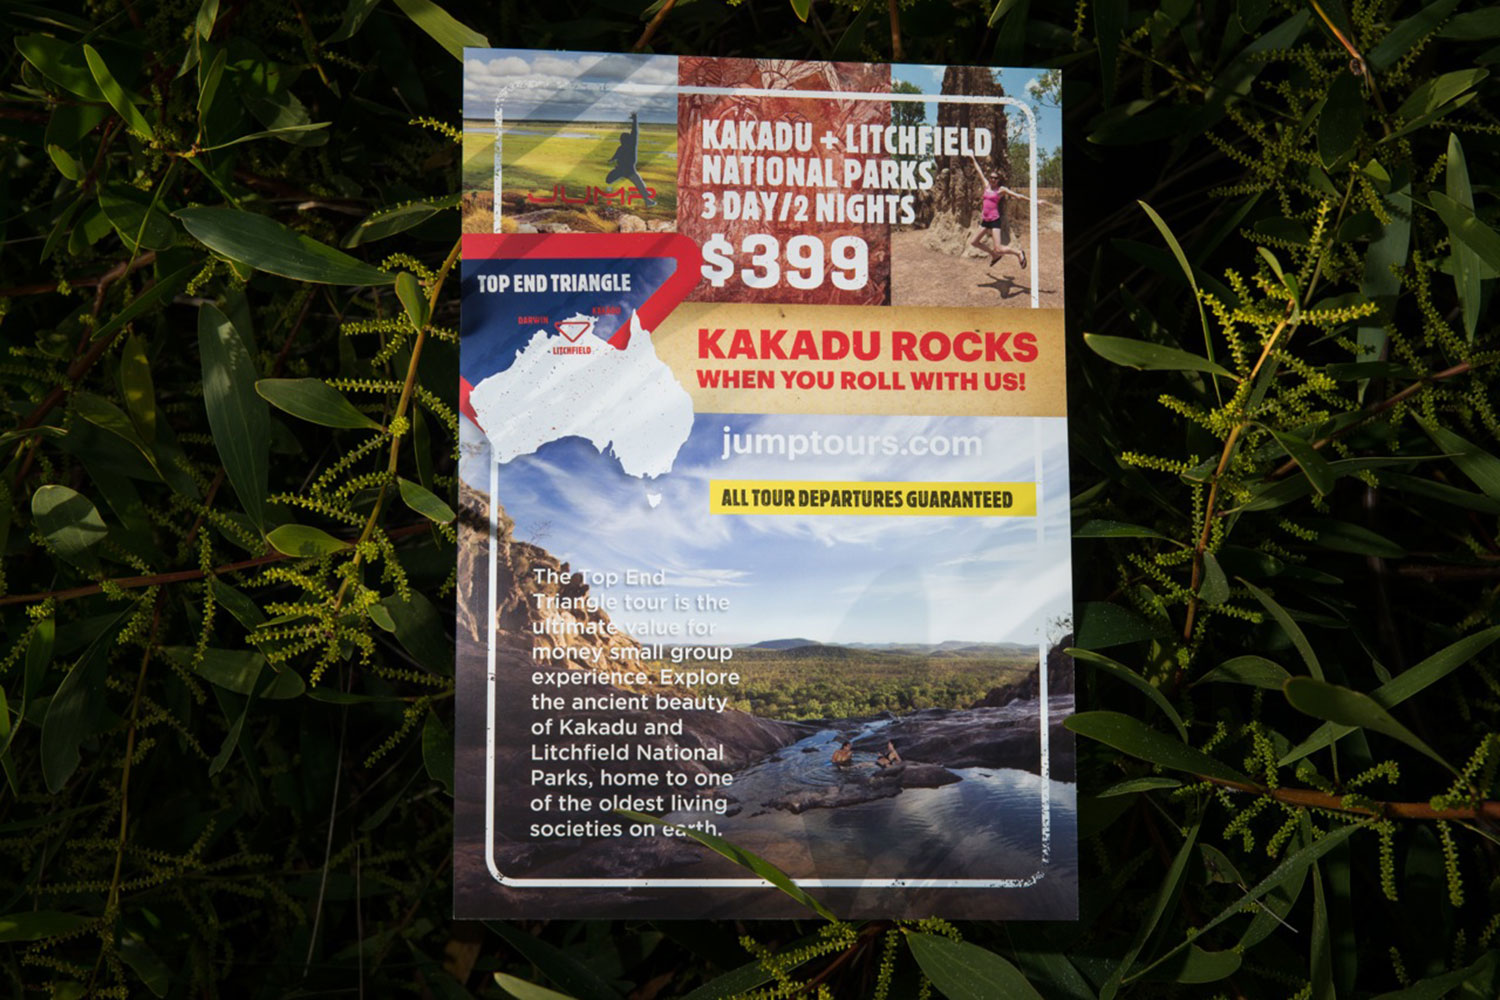 JUMP
KAKADU + LITCHFIELD
NATIONAL PARKS
3 DAY/2 NIGHTS
$399
TOP END TRIANGLE
KAKADU
DARWIN
LITCHFIELD
KAKADU ROCKS
WHEN YOU ROLL WITH US!
jumptours.com
ALL TOUR DEPARTURES GUARANTEED
The Top End
Triangle tour is the
ultimate value for
money small group
experience. Explore
the ancient beauty
of Kakadu and
Litchfield National
Parks, home to one
of the oldest living
societies on earth.